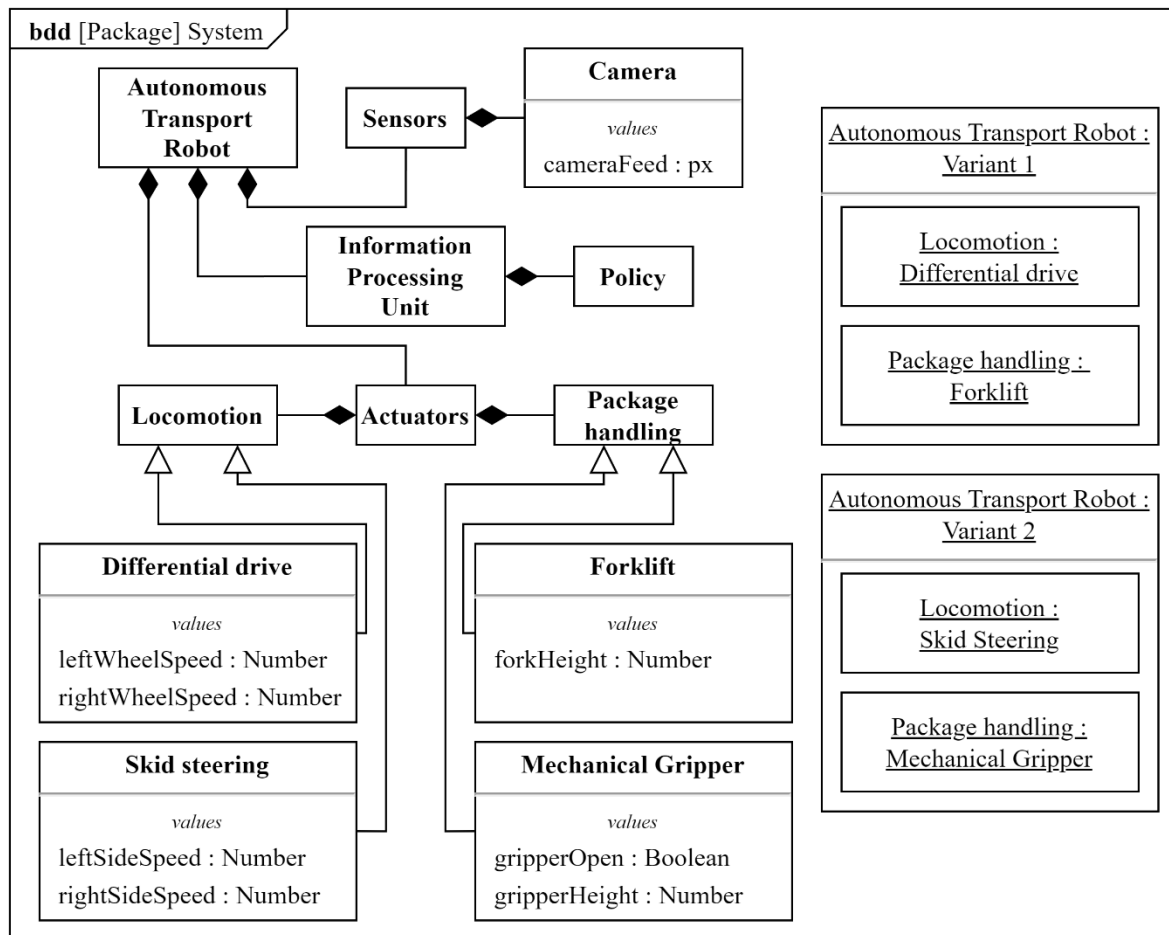 bdd [Package] System
Autonomous
Transport
Robot
Sensors
Camera
values
cameraFeed : px
Information
Processing
Unit
Policy
Locomotion
Actuators
Package
handling
Differential drive
values
leftWheelSpeed : Number
rightWheelSpeed : Number
Forklift
values
forkHeight : Number
Skid steering
values
leftSideSpeed : Number
rightSideSpeed : Number
Mechanical Gripper
values
gripperOpen : Boolean
gripperHeight : Number
Autonomous Transport Robot :
Variant 1
Locomotion :
Differential drive
Package handling :
Forklift
Autonomous Transport Robot :
Variant 2
Locomotion :
Skid Steering
Package handling :
Mechanical Gripper